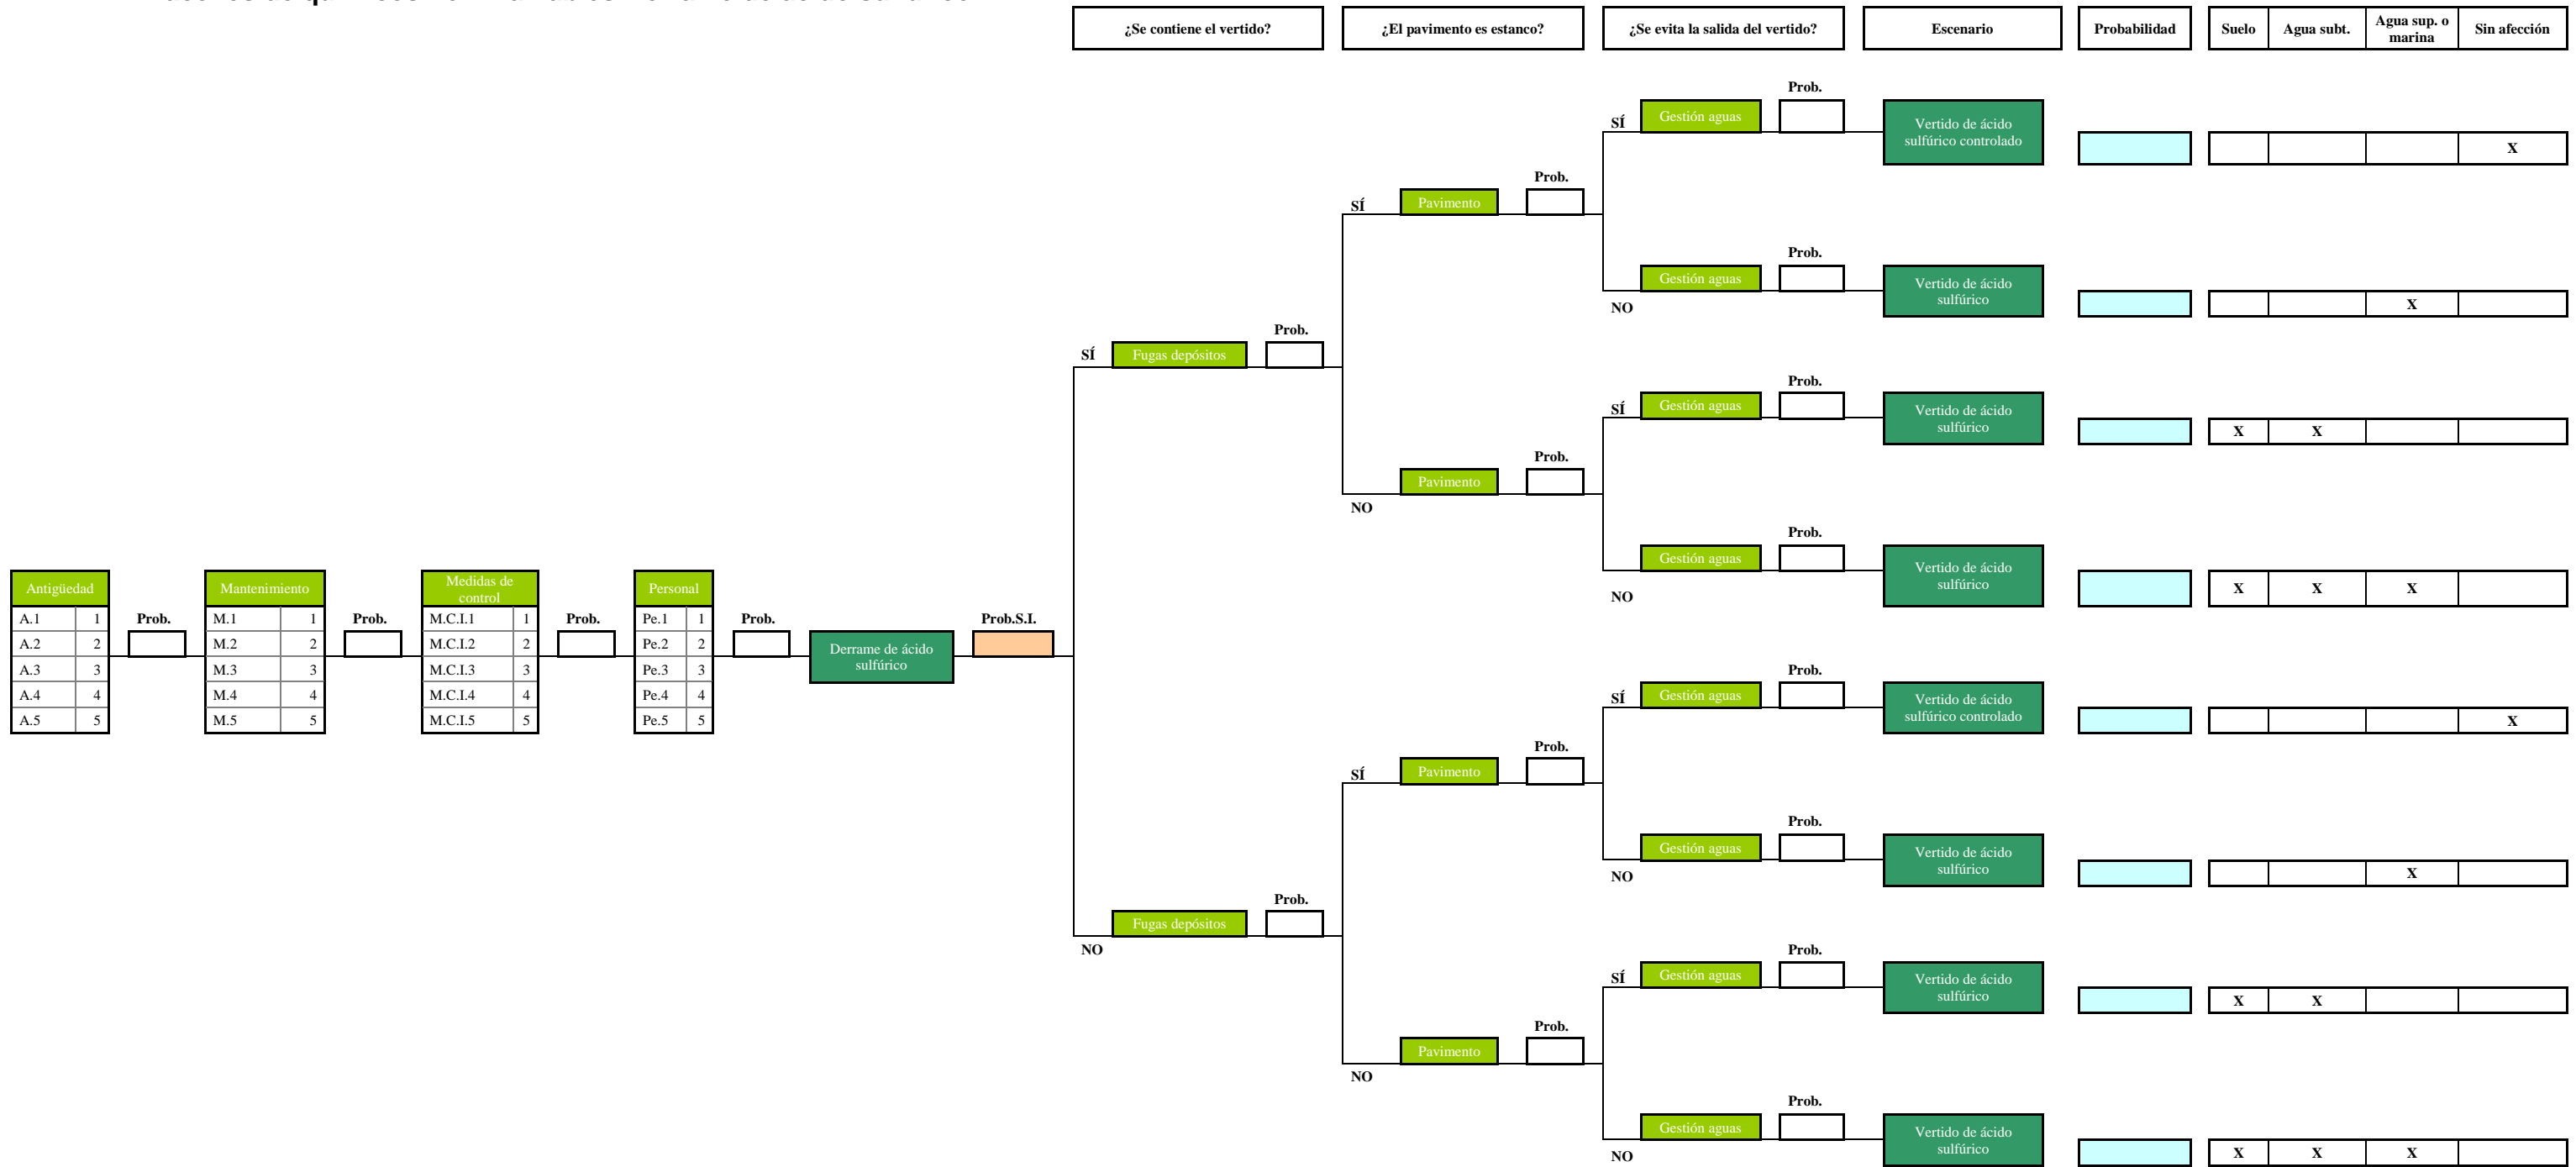 ¿Se contiene el vertido?
¿El pavimento es estanco?
¿Se evita la salida del vertido?
Escenario
Probabilidad
Suelo
Agua subt.
Agua sup. o
marina
Sin afección
Prob.
SÍ
Gestión aguas
Vertido de ácido
sulfúrico controlado
X
Prob.
SÍ
Pavimento
Prob.
Gestión aguas
NO
Vertido de ácido
sulfúrico
X
Prob.
SÍ
Fugas depósitos
Prob.
SÍ
Gestión aguas
Vertido de ácido
sulfúrico
X
X
Prob.
Pavimento
NO
Prob.
Gestión aguas
NO
Vertido de ácido
sulfúrico
X
X
X
Antigüedad
A.1 1
A.2 2
A.3 3
A.4 4
A.5 5
Prob.
Mantenimiento
M.1 1
M.2 2
M.3 3
M.4 4
M.5 5
Prob.
Medidas de
control
M.C.I.1 1
M.C.I.2 2
M.C.I.3 3
M.C.I.4 4
M.C.I.5 5
Prob.
Personal
Pe.1 1
Pe.2 2
Pe.3 3
Pe.4 4
Pe.5 5
Prob.
Derrame de ácido
sulfúrico
Prob.S.I.
Prob.
SÍ
Gestión aguas
Vertido de ácido
sulfúrico controlado
X
Prob.
SÍ
Pavimento
Prob.
Gestión aguas
NO
Vertido de ácido
sulfúrico
X
Prob.
Fugas depósitos
NO
Prob.
SÍ
Gestión aguas
Vertido de ácido
sulfúrico
X
X
Prob.
Pavimento
NO
Prob.
Gestión aguas
NO
Vertido de ácido
sulfúrico
X
X
X